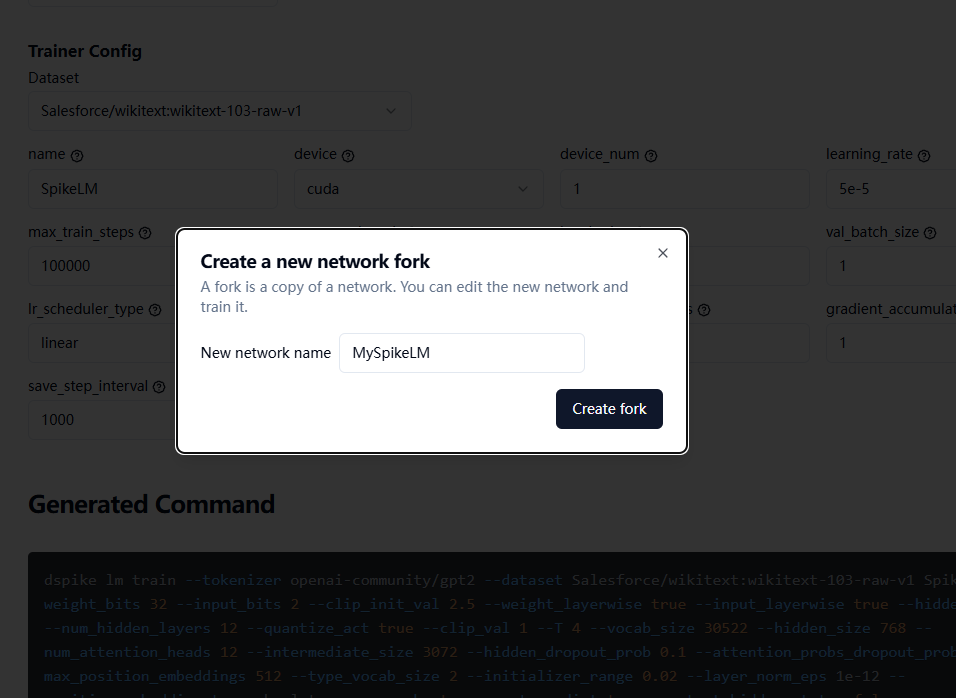 Trainer Config
Dataset
Salesforce/wikitext:wikitext-103-raw-v1
name device device_num learning_rate
SpikeLM cuda 1 5e-5
max_train_steps val_batch_size
100000 1
Create a new network fork
A fork is a copy of a network. You can edit the new network and
train it.
lr_scheduler_type gradient_accumulat
linear 1
New network name MySpikeLM
save_step_interval
1000
Create fork
Generated Command
dspike lm train --tokenizer openai-community/gpt2 --dataset Salesforce/wikitext:wikitext-103-raw-v1 Spik
weight_bits 32 --input_bits 2 --clip_init_val 2.5 --weight_layerwise true --input_layerwise true --hidde
--num_hidden_layers 12 --quantize_act true --clip_val 1 --T 4 --vocab_size 30522 --hidden_size 768 --
num_attention_heads 12 --intermediate_size 3072 --hidden_dropout_prob 0.1 --attention_probs_dropout_prob
max_position_embeddings 512 --type_vocab_size 2 --initializer_range 0.02 --layer_norm_eps 1e-12 --